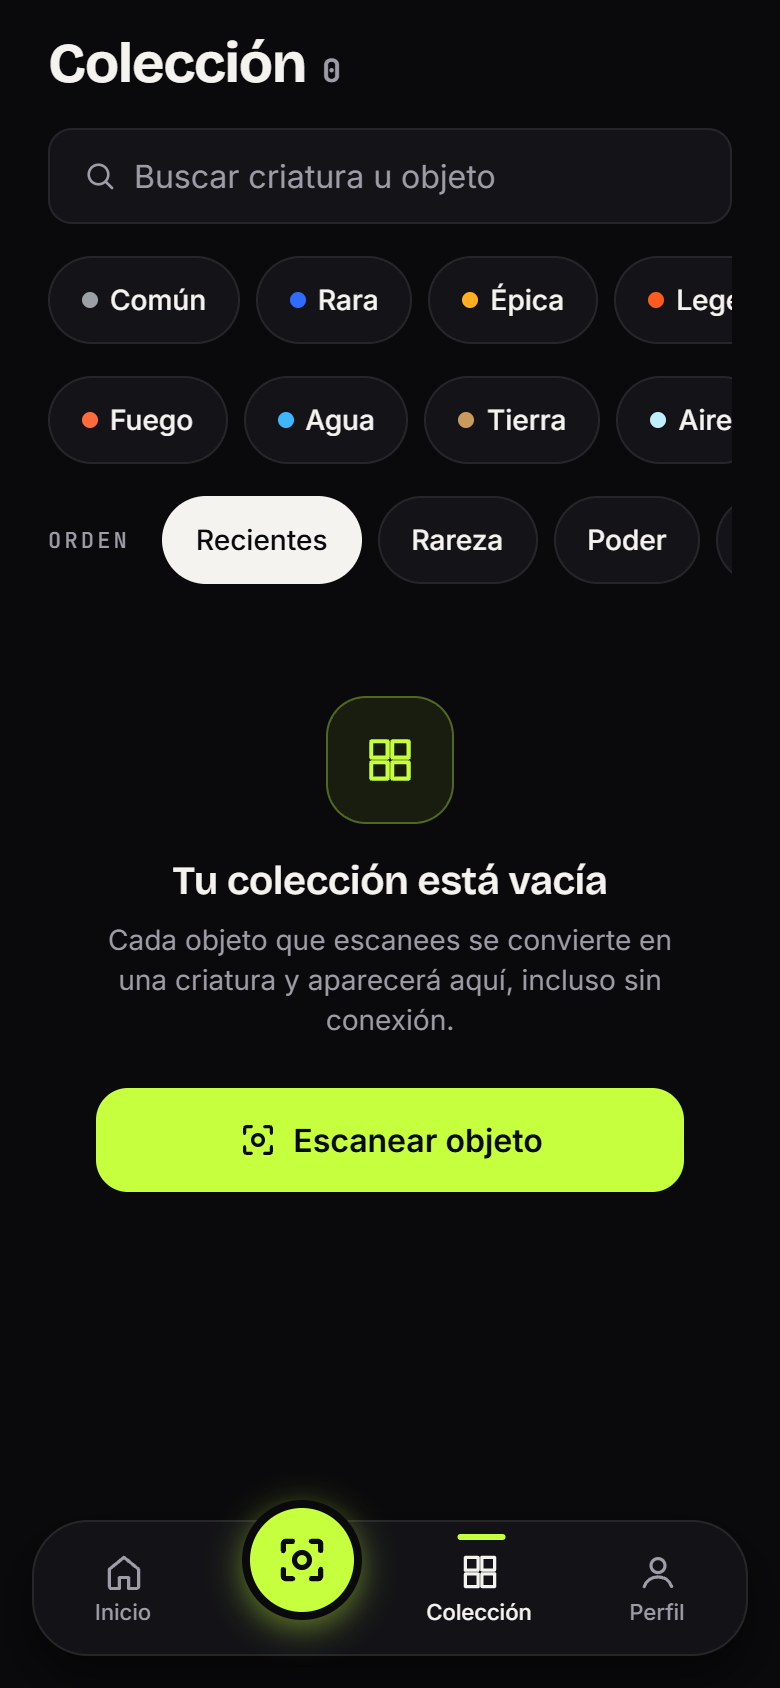 Colección 0
Buscar criatura u objeto
Común Rara Épica Lege
Fuego Agua Tierra Aire
ORDEN Recientes Rareza Poder
Tu colección está vacía
Cada objeto que escanees se convierte en
una criatura y aparecerá aquí, incluso sin
conexión.
Escanear objeto
Inicio Colección Perfil